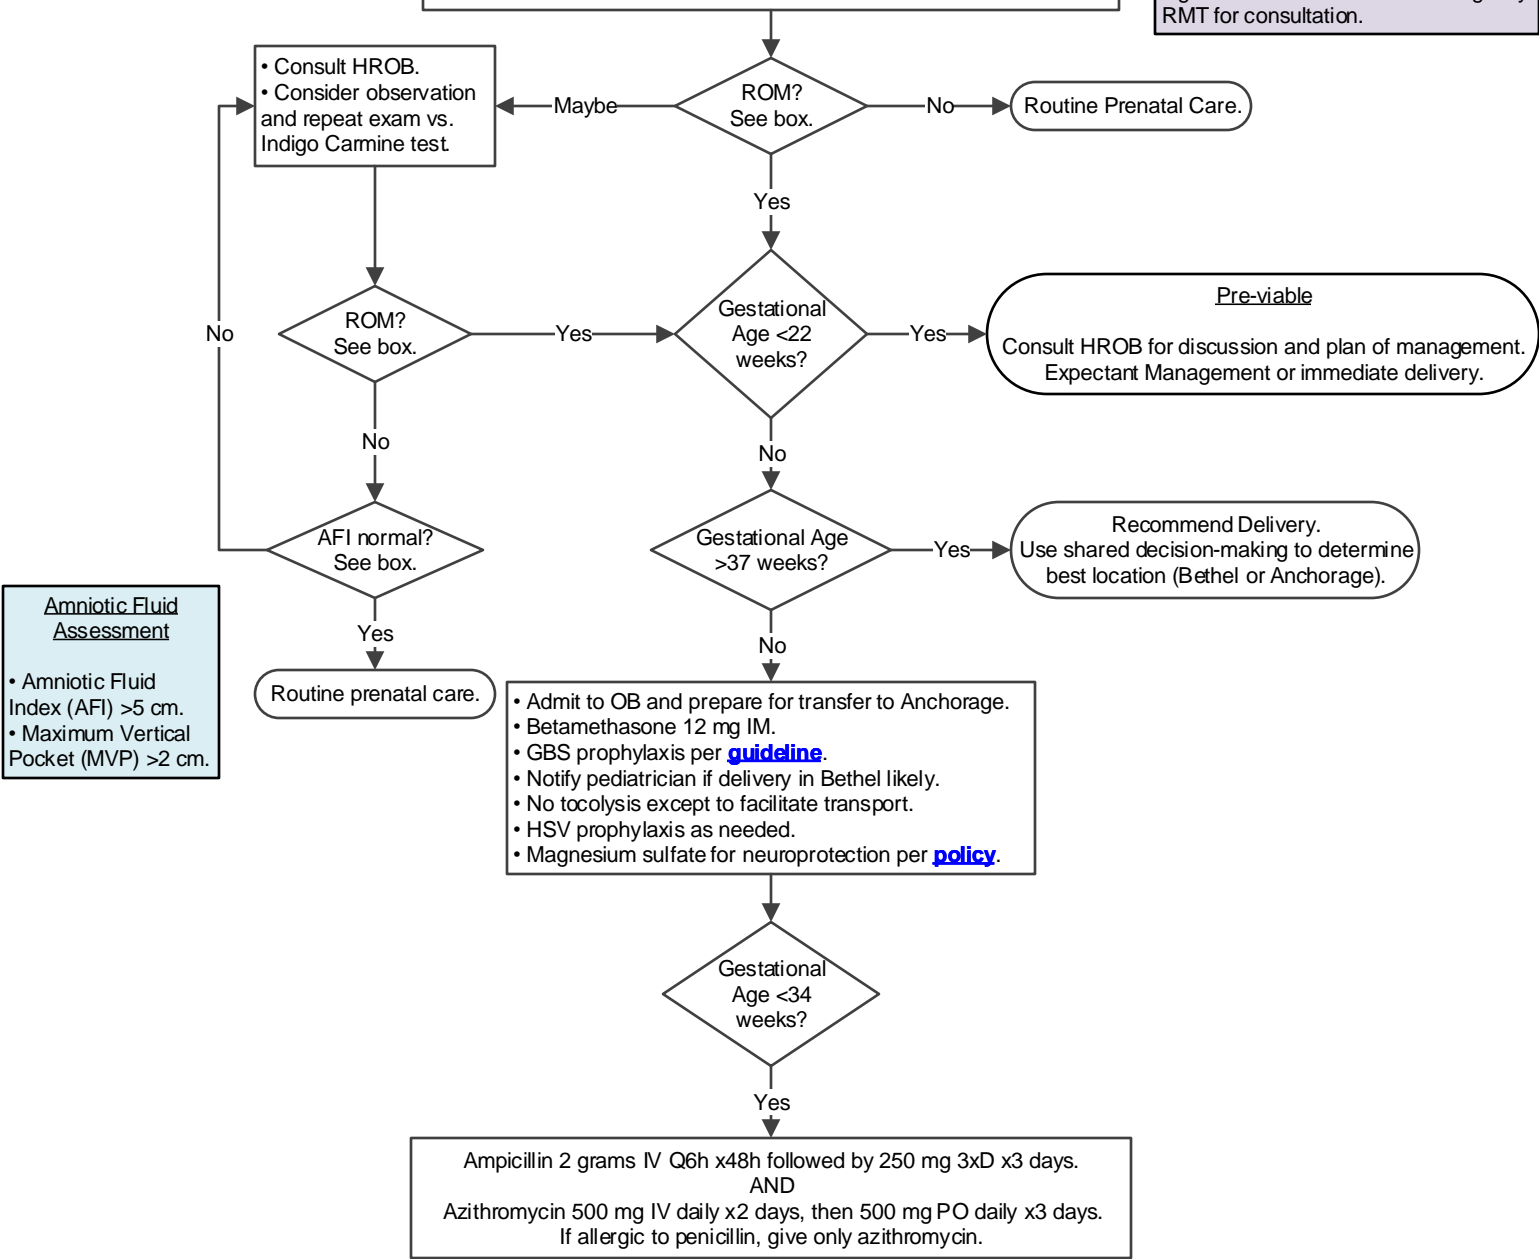 RMT for consultation.
• Consult HROB.
• Consider observation
and repeat exam vs.
Indigo Carmine test.
Maybe
ROM?
See box.
No
Routine Prenatal Care.
Yes
No
ROM?
See box.
Yes
Gestational
Age <22
weeks?
Yes
Pre-viable
Consult HROB for discussion and plan of management.
Expectant Management or immediate delivery.
No
No
AFI normal?
See box.
Gestational Age
>37 weeks?
Yes
Recommend Delivery.
Use shared decision-making to determine
best location (Bethel or Anchorage).
Amniotic Fluid
Assessment
• Amniotic Fluid
Index (AFI) >5 cm.
• Maximum Vertical
Pocket (MVP) >2 cm.
Yes
No
Routine prenatal care.
• Admit to OB and prepare for transfer to Anchorage.
• Betamethasone 12 mg IM.
• GBS prophylaxis per guideline.
• Notify pediatrician if delivery in Bethel likely.
• No tocolysis except to facilitate transport.
• HSV prophylaxis as needed.
• Magnesium sulfate for neuroprotection per policy.
Gestational
Age <34
weeks?
Yes
Ampicillin 2 grams IV Q6h x48h followed by 250 mg 3xD x3 days.
AND
Azithromycin 500 mg IV daily x2 days, then 500 mg PO daily x3 days.
If allergic to penicillin, give only azithromycin.